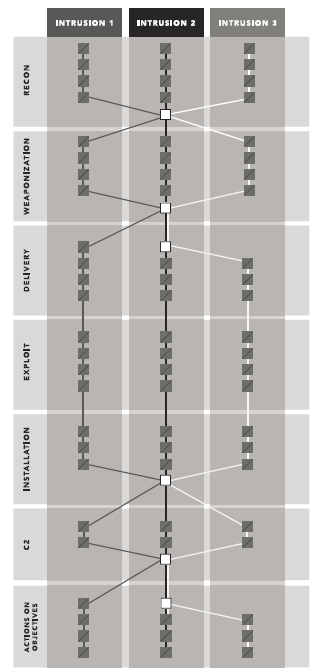 INTRUSION 1
INTRUSION 2
INTRUSION 3
RECON
WEAPONIZATION
DELIVERY
EXPLOIT
INSTALLATION
C2
ACTIONS ON
OBJECTIVES